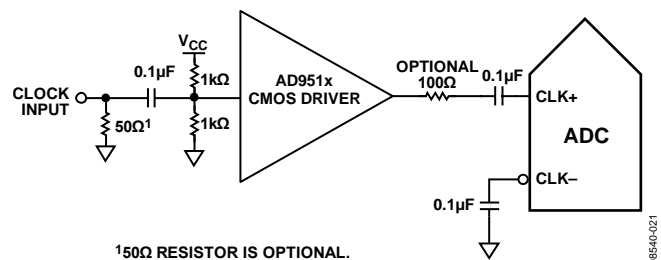 V_CC
0.1µF
1kΩ
AD951x
CMOS DRIVER
OPTIONAL
100Ω
0.1µF
CLOCK
INPUT
CLK+
50Ω¹
1kΩ
ADC
CLK–
0.1µF
¹50Ω RESISTOR IS OPTIONAL.
08540-021